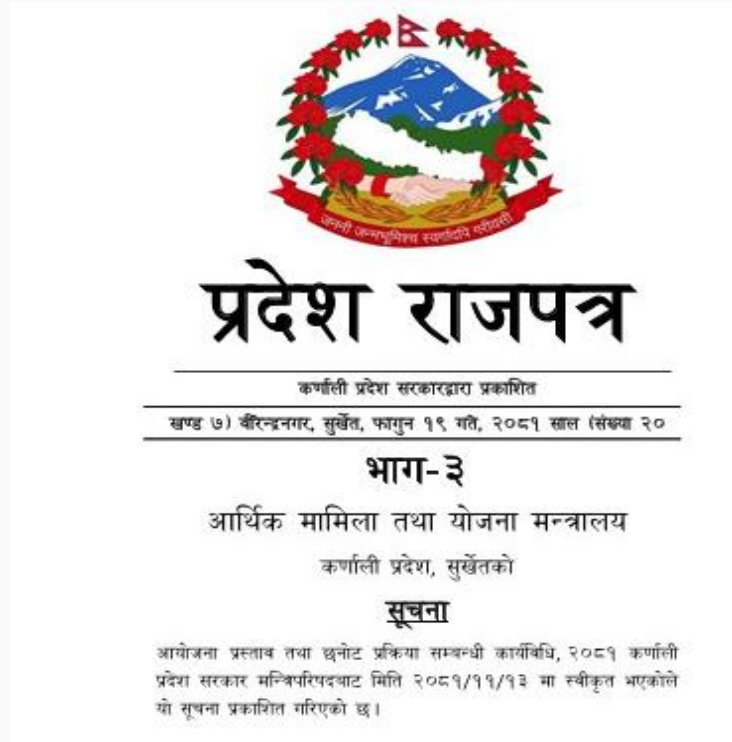 जननी जन्मभूमिश्च स्वर्गादपि गरीयसी
प्रदेश राजपत्र
कर्णाली प्रदेश सरकारद्वारा प्रकाशित
खण्ड ७) वीरेन्द्रनगर, सुर्खेत, फागुन १९ गते, २०८१ साल (संख्या २०
भाग-३
आर्थिक मामिला तथा योजना मन्त्रालय
कर्णाली प्रदेश, सुर्खेतको
सूचना
आयोजना प्रस्ताव तथा छनोट प्रक्रिया सम्बन्धी कार्यविधि, २०८१ कर्णाली
प्रदेश सरकार मन्त्रिपरिषदबाट मिति २०८१/११/१३ मा स्वीकृत भएकोले
यो सूचना प्रकाशित गरिएको छ।